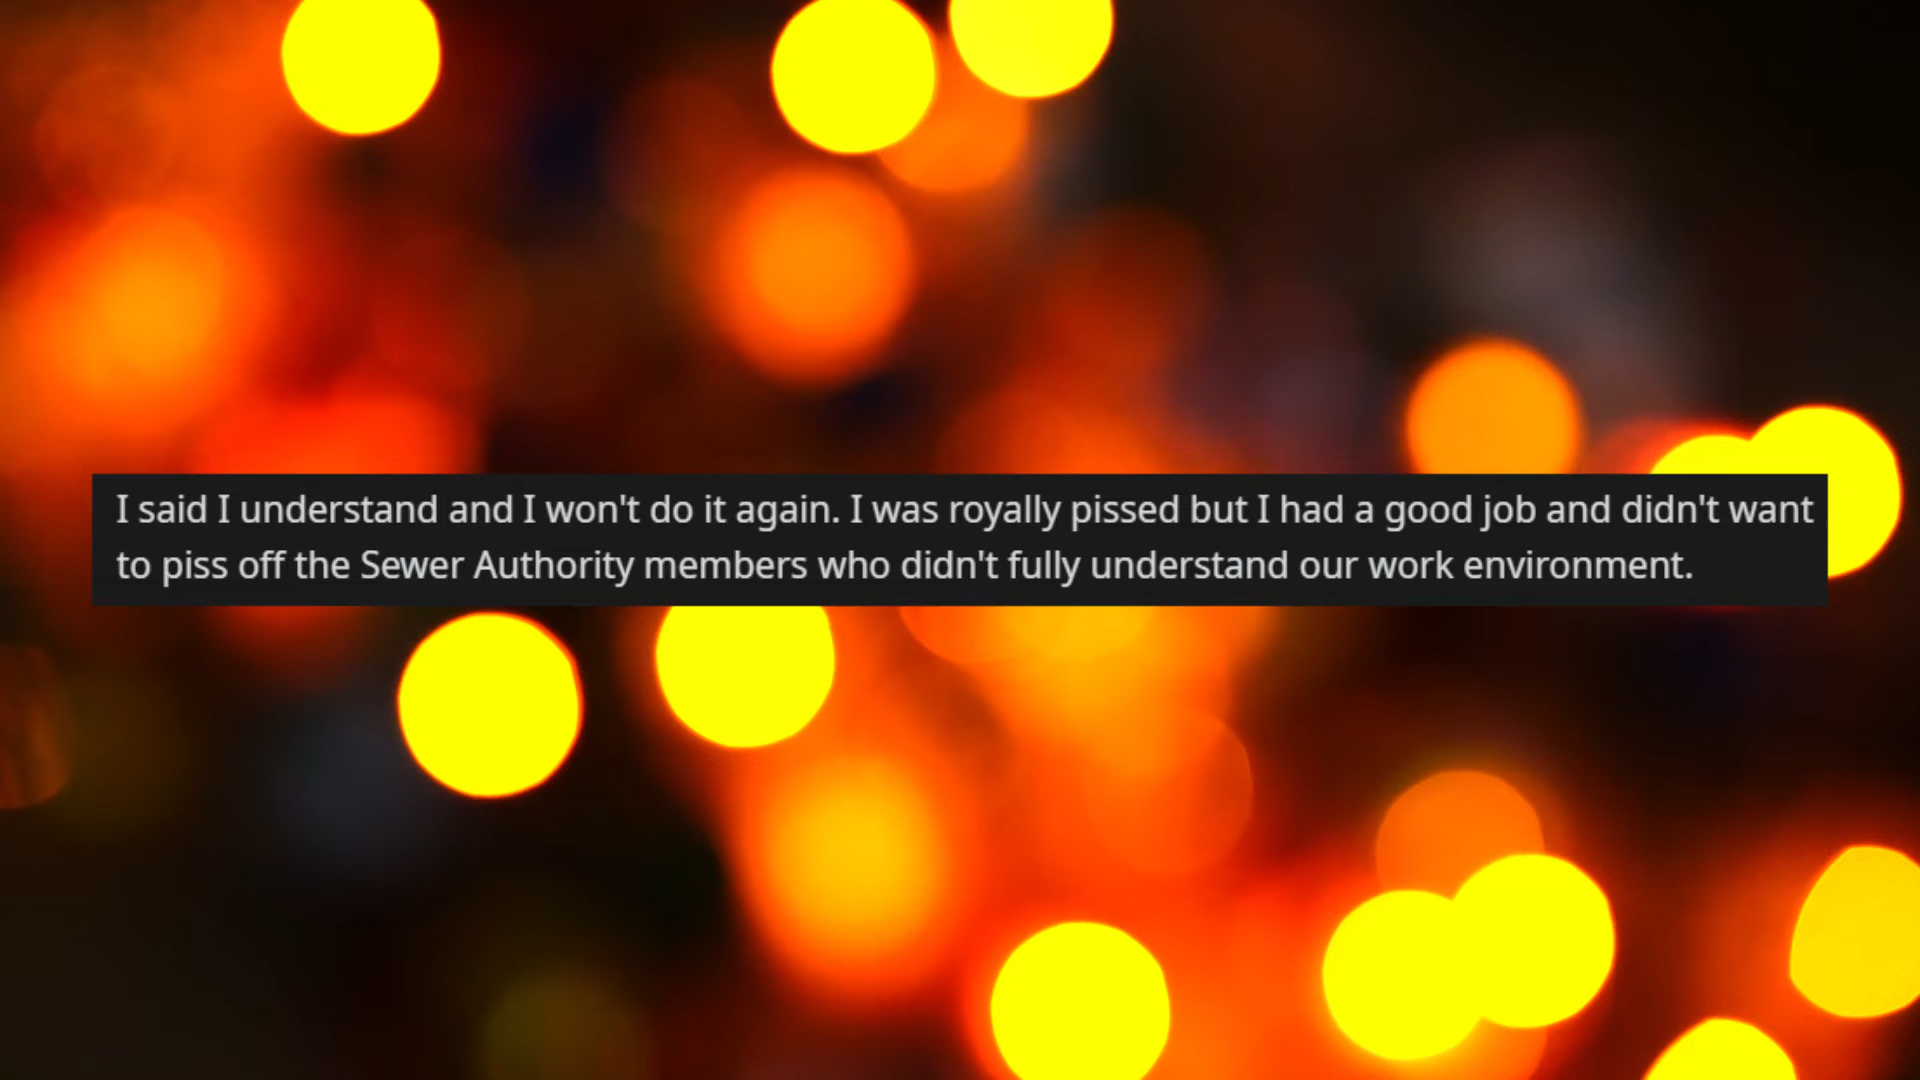 I said I understand and I won't do it again. I was royally pissed but I had a good job and didn't want
to piss off the Sewer Authority members who didn't fully understand our work environment.